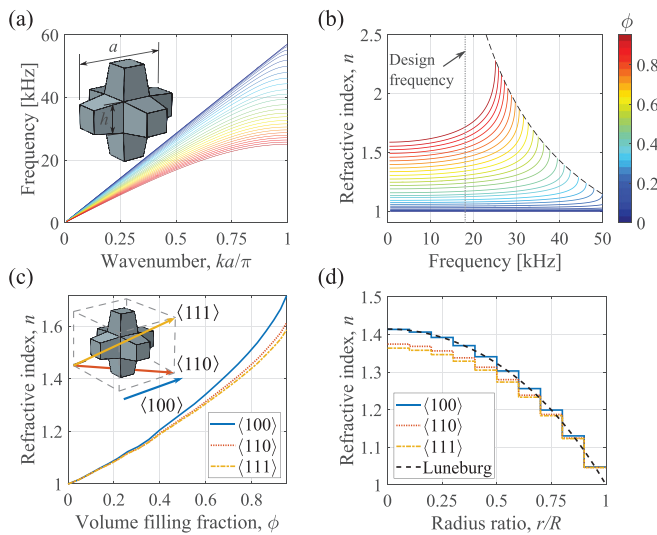 (a)
60
40
20
0
Frequency [kHz]
a
h
0 0.25 0.5 0.75 1
Wavenumber, ka/π
(b)
2.5
2
1.5
1
Refractive index, n
Design
frequency
0 10 20 30 40 50
Frequency [kHz]
ϕ
0.8
0.6
0.4
0.2
0
(c)
1.6
1.4
1.2
1
Refractive index, n
⟨111⟩
⟨110⟩
⟨100⟩
⟨100⟩
⟨110⟩
⟨111⟩
0 0.2 0.4 0.6 0.8
Volume filling fraction, ϕ
(d)
1.5
1.4
1.3
1.2
1.1
1
Refractive index, n
⟨100⟩
⟨110⟩
⟨111⟩
Luneburg
0 0.25 0.5 0.75 1
Radius ratio, r/R